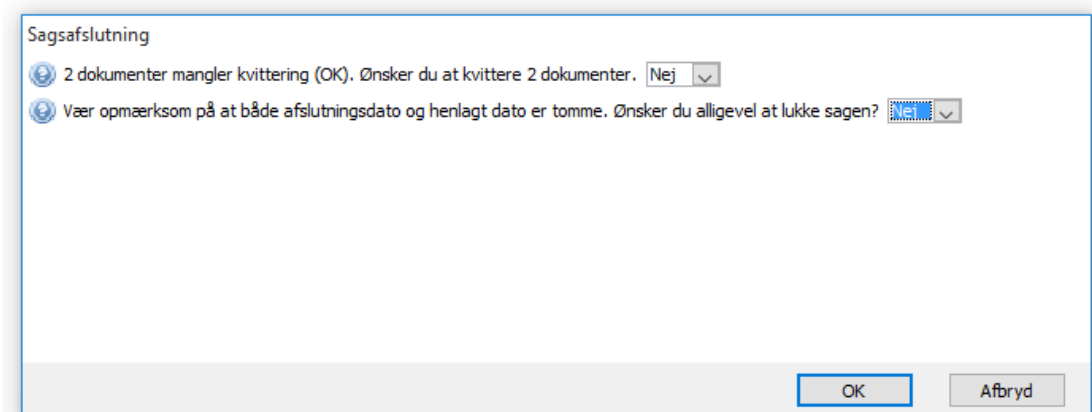 Sagsafslutning
2 dokumenter mangler kvittering (OK). Ønsker du at kvittere 2 dokumenter. Nej
Vær opmærksom på at både afslutningsdato og henlagt dato er tomme. Ønsker du alligevel at lukke sagen? Nej
OK Afbryd